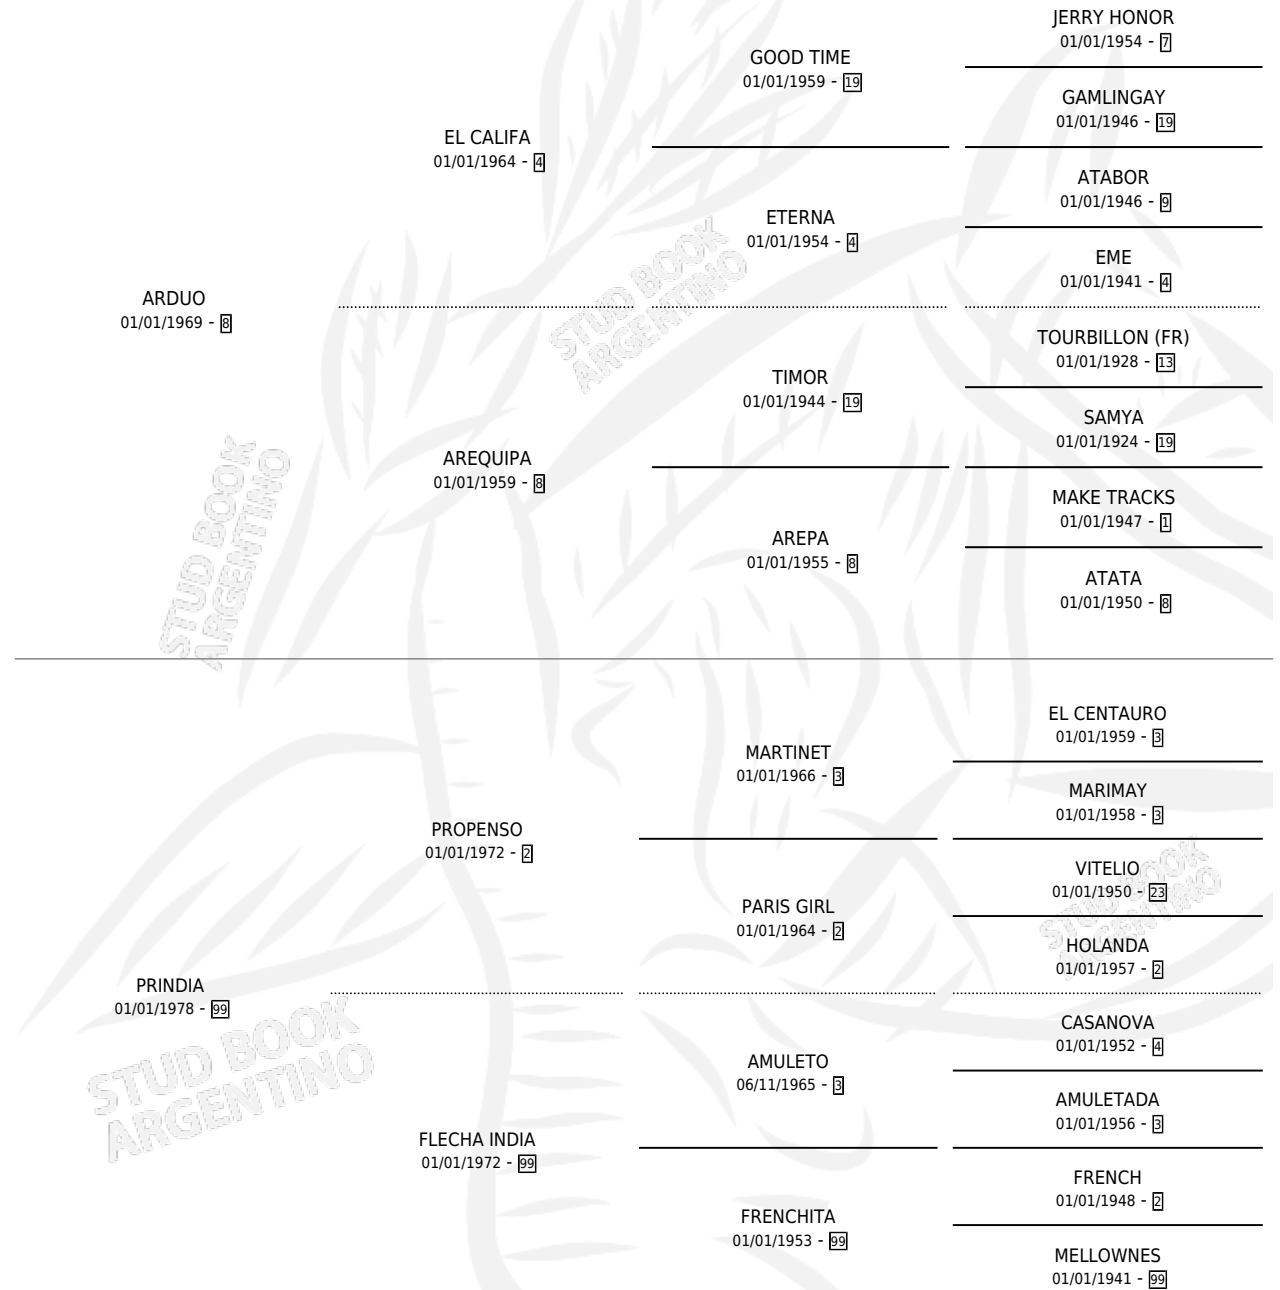 JERRY HONOR
01/01/1954 - 7
GOOD TIME
01/01/1959 - 19
GAMLINGAY
01/01/1946 - 19
EL CALIFA
01/01/1964 - 4
ATABOR
01/01/1946 - 9
ETERNA
01/01/1954 - 4
EME
01/01/1941 - 4
ARDUO
01/01/1969 - 8
TOURBILLON (FR)
01/01/1928 - 13
TIMOR
01/01/1944 - 19
SAMYA
01/01/1924 - 19
AREQUIPA
01/01/1959 - 8
MAKE TRACKS
01/01/1947 - 1
AREPA
01/01/1955 - 8
ATATA
01/01/1950 - 8
EL CENTAURO
01/01/1959 - 3
MARTINET
01/01/1966 - 3
MARIMAY
01/01/1958 - 3
PROPENSO
01/01/1972 - 2
VITELIO
01/01/1950 - 23
PARIS GIRL
01/01/1964 - 2
HOLANDA
01/01/1957 - 2
PRINDIA
01/01/1978 - 99
CASANOVA
01/01/1952 - 4
AMULETO
06/11/1965 - 3
AMULETADA
01/01/1956 - 3
FLECHA INDIA
01/01/1972 - 99
FRENCH
01/01/1948 - 2
FRENCHITA
01/01/1953 - 99
MELLOWNES
01/01/1941 - 99
STUD BOOK
ARGENTINO
STUD BOOK
ARGENTINO
STUD BOOK
ARGENTINO
STUD BOOK
ARGENTINO